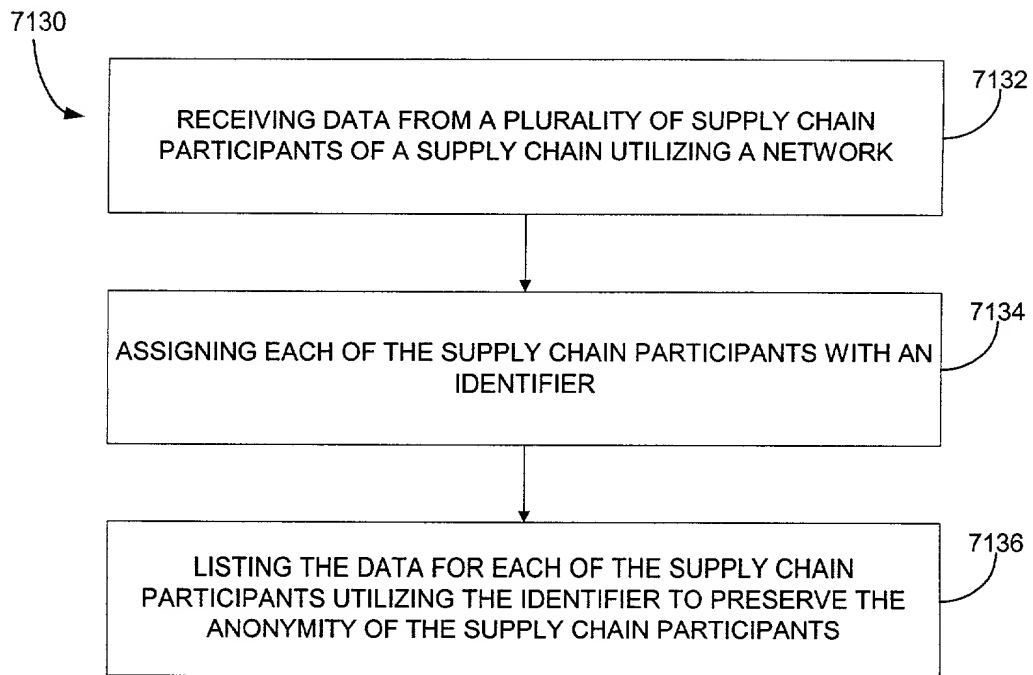 7130
7132
RECEIVING DATA FROM A PLURALITY OF SUPPLY CHAIN
PARTICIPANTS OF A SUPPLY CHAIN UTILIZING A NETWORK
7134
ASSIGNING EACH OF THE SUPPLY CHAIN PARTICIPANTS WITH AN
IDENTIFIER
7136
LISTING THE DATA FOR EACH OF THE SUPPLY CHAIN
PARTICIPANTS UTILIZING THE IDENTIFIER TO PRESERVE THE
ANONYMITY OF THE SUPPLY CHAIN PARTICIPANTS